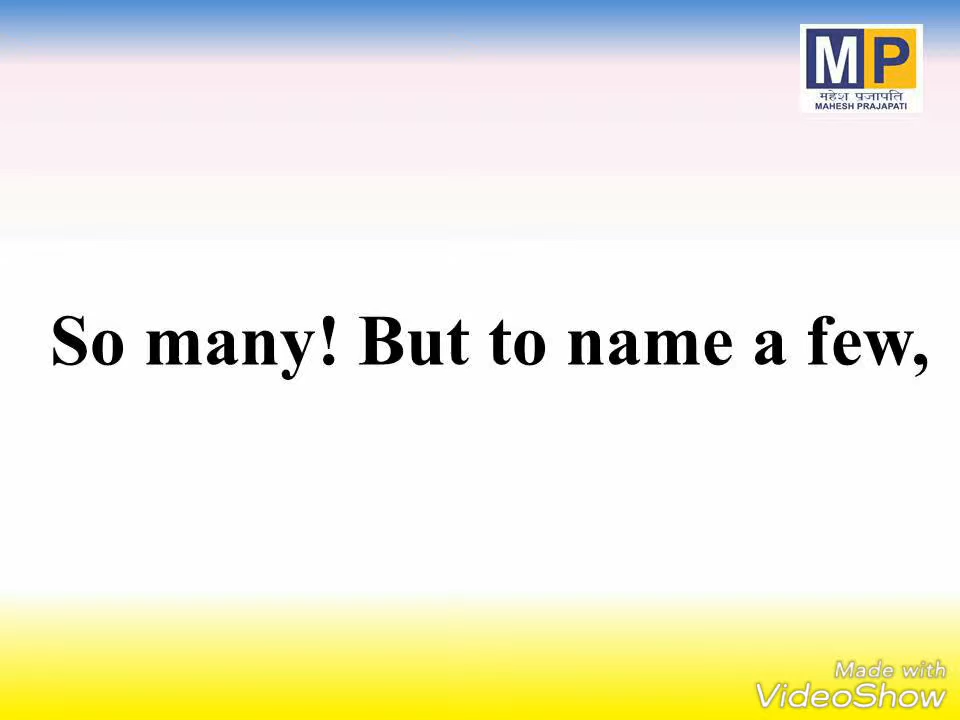 MP
महेश प्रजापति
MAHESH PRAJAPATI
So many! But to name a few,
Made with
VideoShow